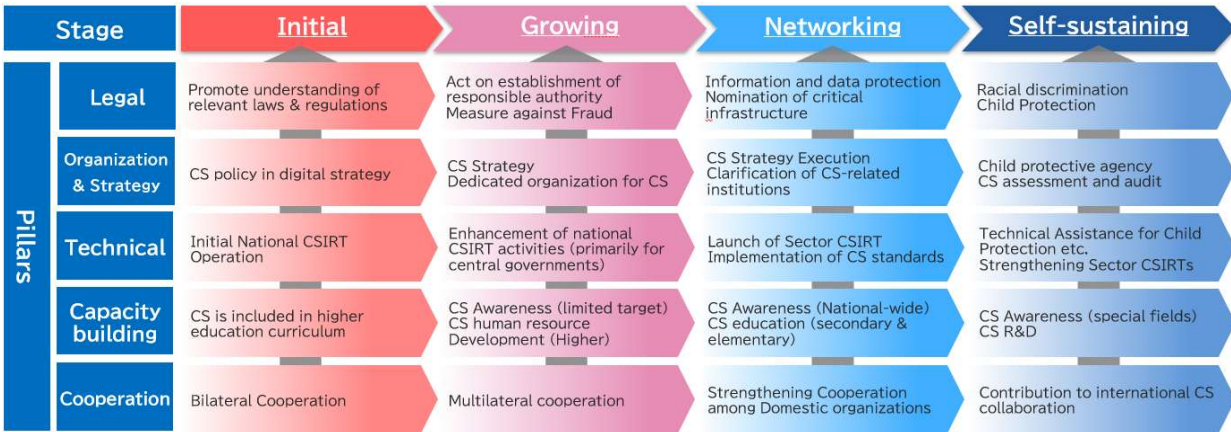 Stage
Initial
Growing
Networking
Self-sustaining
Pillars
Legal
Promote understanding of
relevant laws & regulations
Act on establishment of
responsible authority
Measure against Fraud
Information and data protection
Nomination of critical
infrastructure
Racial discrimination
Child Protection
Organization
& Strategy
CS policy in digital strategy
CS Strategy
Dedicated organization for CS
CS Strategy Execution
Clarification of CS-related
institutions
Child protective agency
CS assessment and audit
Technical
Initial National CSIRT
Operation
Enhancement of national
CSIRT activities (primarily for
central governments)
Launch of Sector CSIRT
Implementation of CS standards
Technical Assistance for Child
Protection etc.
Strengthening Sector CSIRTs
Capacity
building
CS is included in higher
education curriculum
CS Awareness (limited target)
CS human resource
Development (Higher)
CS Awareness (National-wide)
CS education (secondary &
elementary)
CS Awareness (special fields)
CS R&D
Cooperation
Bilateral Cooperation
Multilateral cooperation
Strengthening Cooperation
among Domestic organizations
Contribution to international CS
collaboration